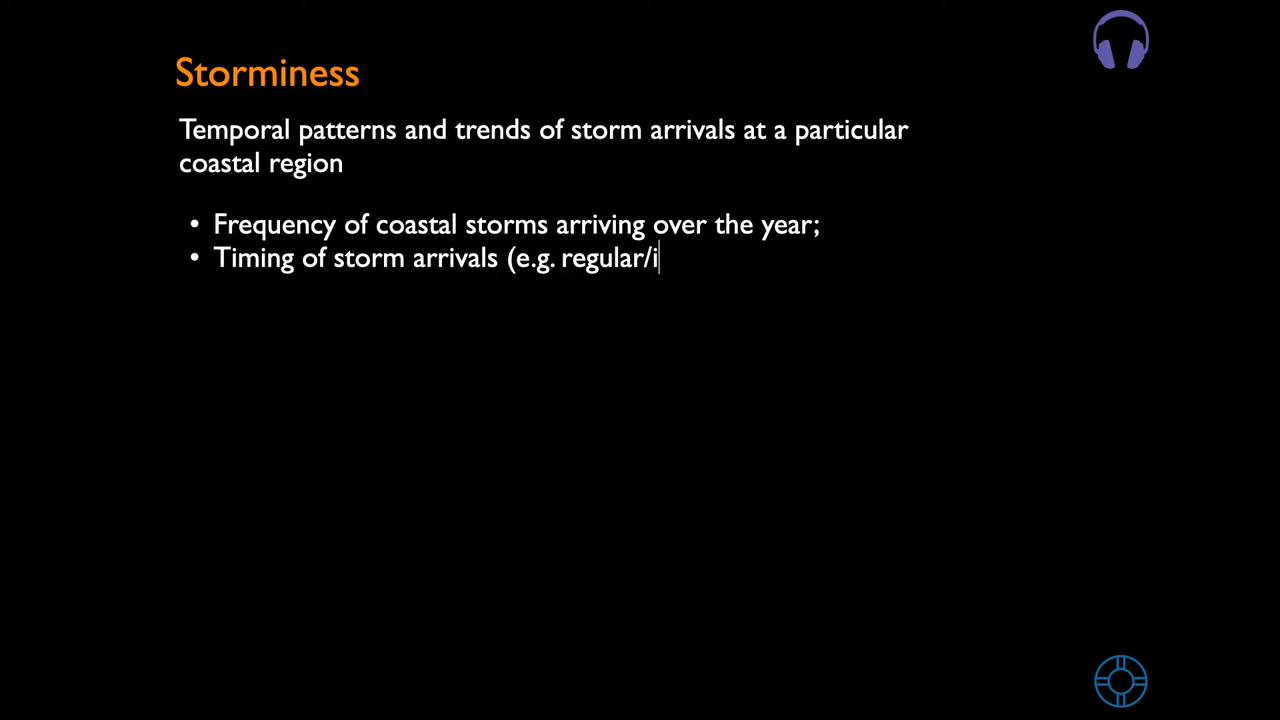 Storminess
Temporal patterns and trends of storm arrivals at a particular
coastal region
• Frequency of coastal storms arriving over the year;
• Timing of storm arrivals (e.g. regular/i